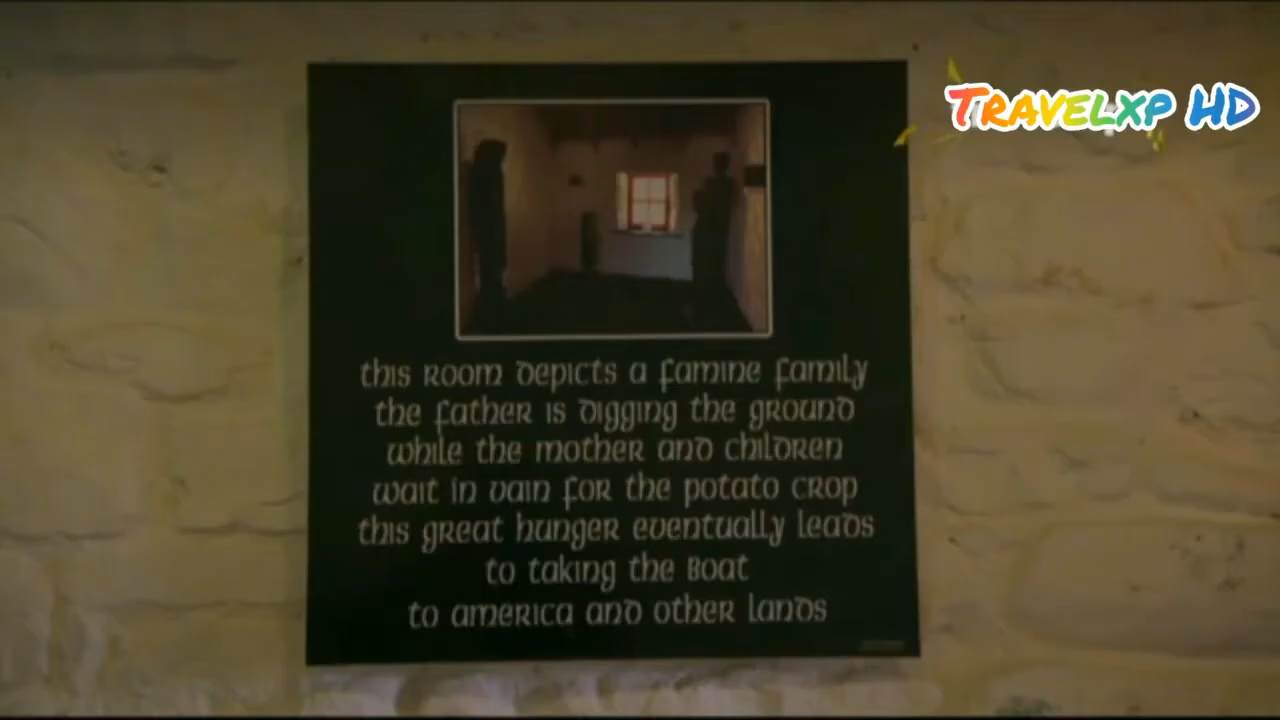 Travelxp HD
this room depicts a famine family
the father is digging the ground
while the mother and children
wait in vain for the potato crop
this great hunger eventually leads
to taking the boat
to america and other lands